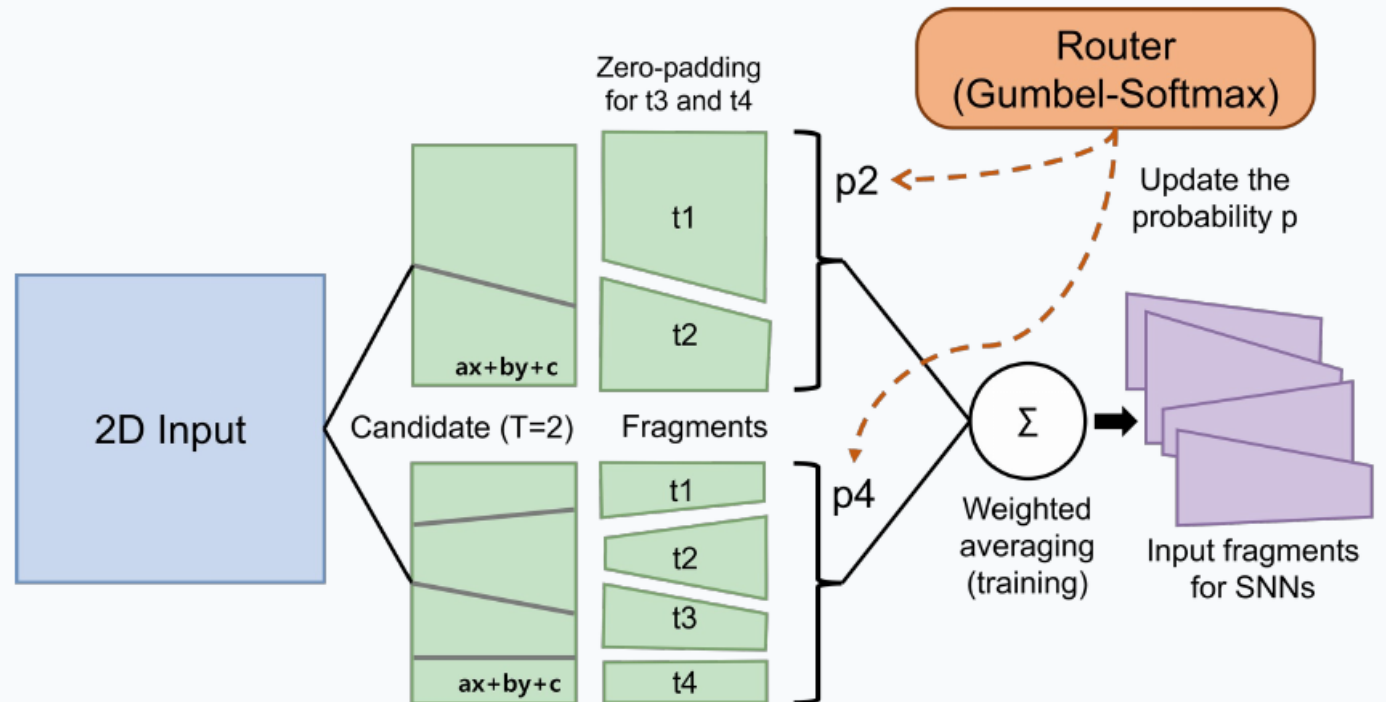 Router
(Gumbel-Softmax)
Zero-padding
for t3 and t4
t1
p2
Update the
probability p
t2
ax+by+c
2D Input
Candidate (T=2)
Fragments
Σ
t1
p4
Weighted
averaging
(training)
t2
Input fragments
for SNNs
t3
ax+by+c
t4